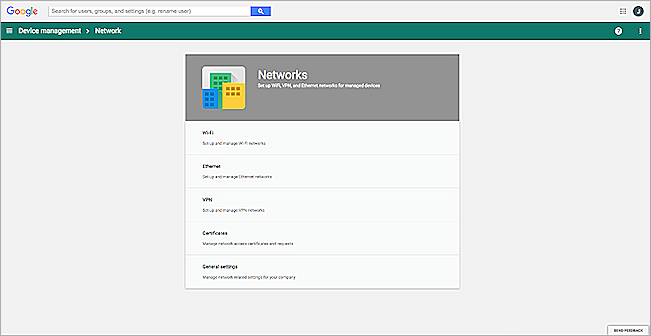 Google
Search for users, groups, and settings (e.g. rename user)
J
Device management > Network
?
Networks
Set up WiFi, VPN, and Ethernet networks for managed devices
Wi-Fi
Set up and manage Wi-Fi networks
Ethernet
Set up and manage Ethernet networks
VPN
Set up and manage VPN networks
Certificates
Manage network access certificates and requests
General settings
Manage network related settings for your company
SEND FEEDBACK